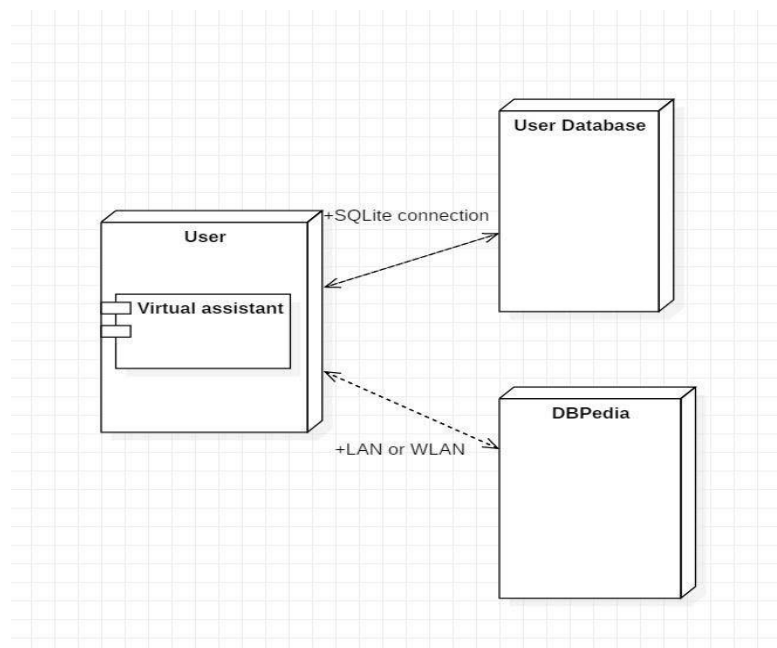 User Database
+SQLite connection
User
Virtual assistant
DBPedia
+LAN or WLAN